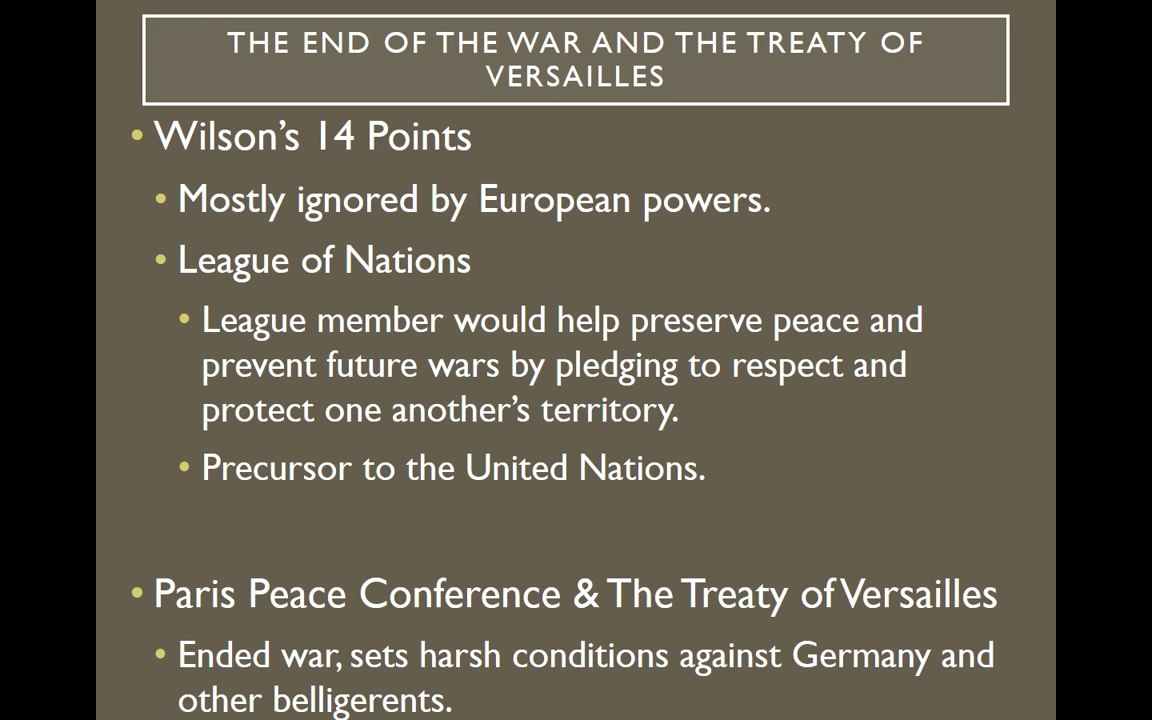 THE END OF THE WAR AND THE TREATY OF
VERSAILLES
• Wilson’s 14 Points
• Mostly ignored by European powers.
• League of Nations
• League member would help preserve peace and
prevent future wars by pledging to respect and
protect one another’s territory.
• Precursor to the United Nations.
• Paris Peace Conference & The Treaty of Versailles
• Ended war, sets harsh conditions against Germany and
other belligerents.